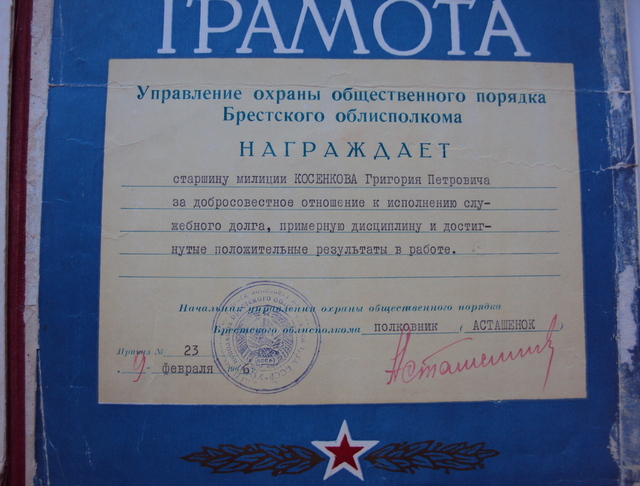 ГРАМОТА
Управление охраны общественного порядка
Брестского облисполкома
НАГРАЖДАЕТ
старшину милиции КОСЕНКОВА Григория Петровича
за добросовестное отношение к исполнению слу-
жебного долга, примерную дисциплину и достиг-
нутые положительные результаты в работе.
Начальник управления охраны общественного порядка
Брестского облисполкома полковник ( АСТАШЕНОК )
Приказ № 23
"9" февраля 1966
Асташенок